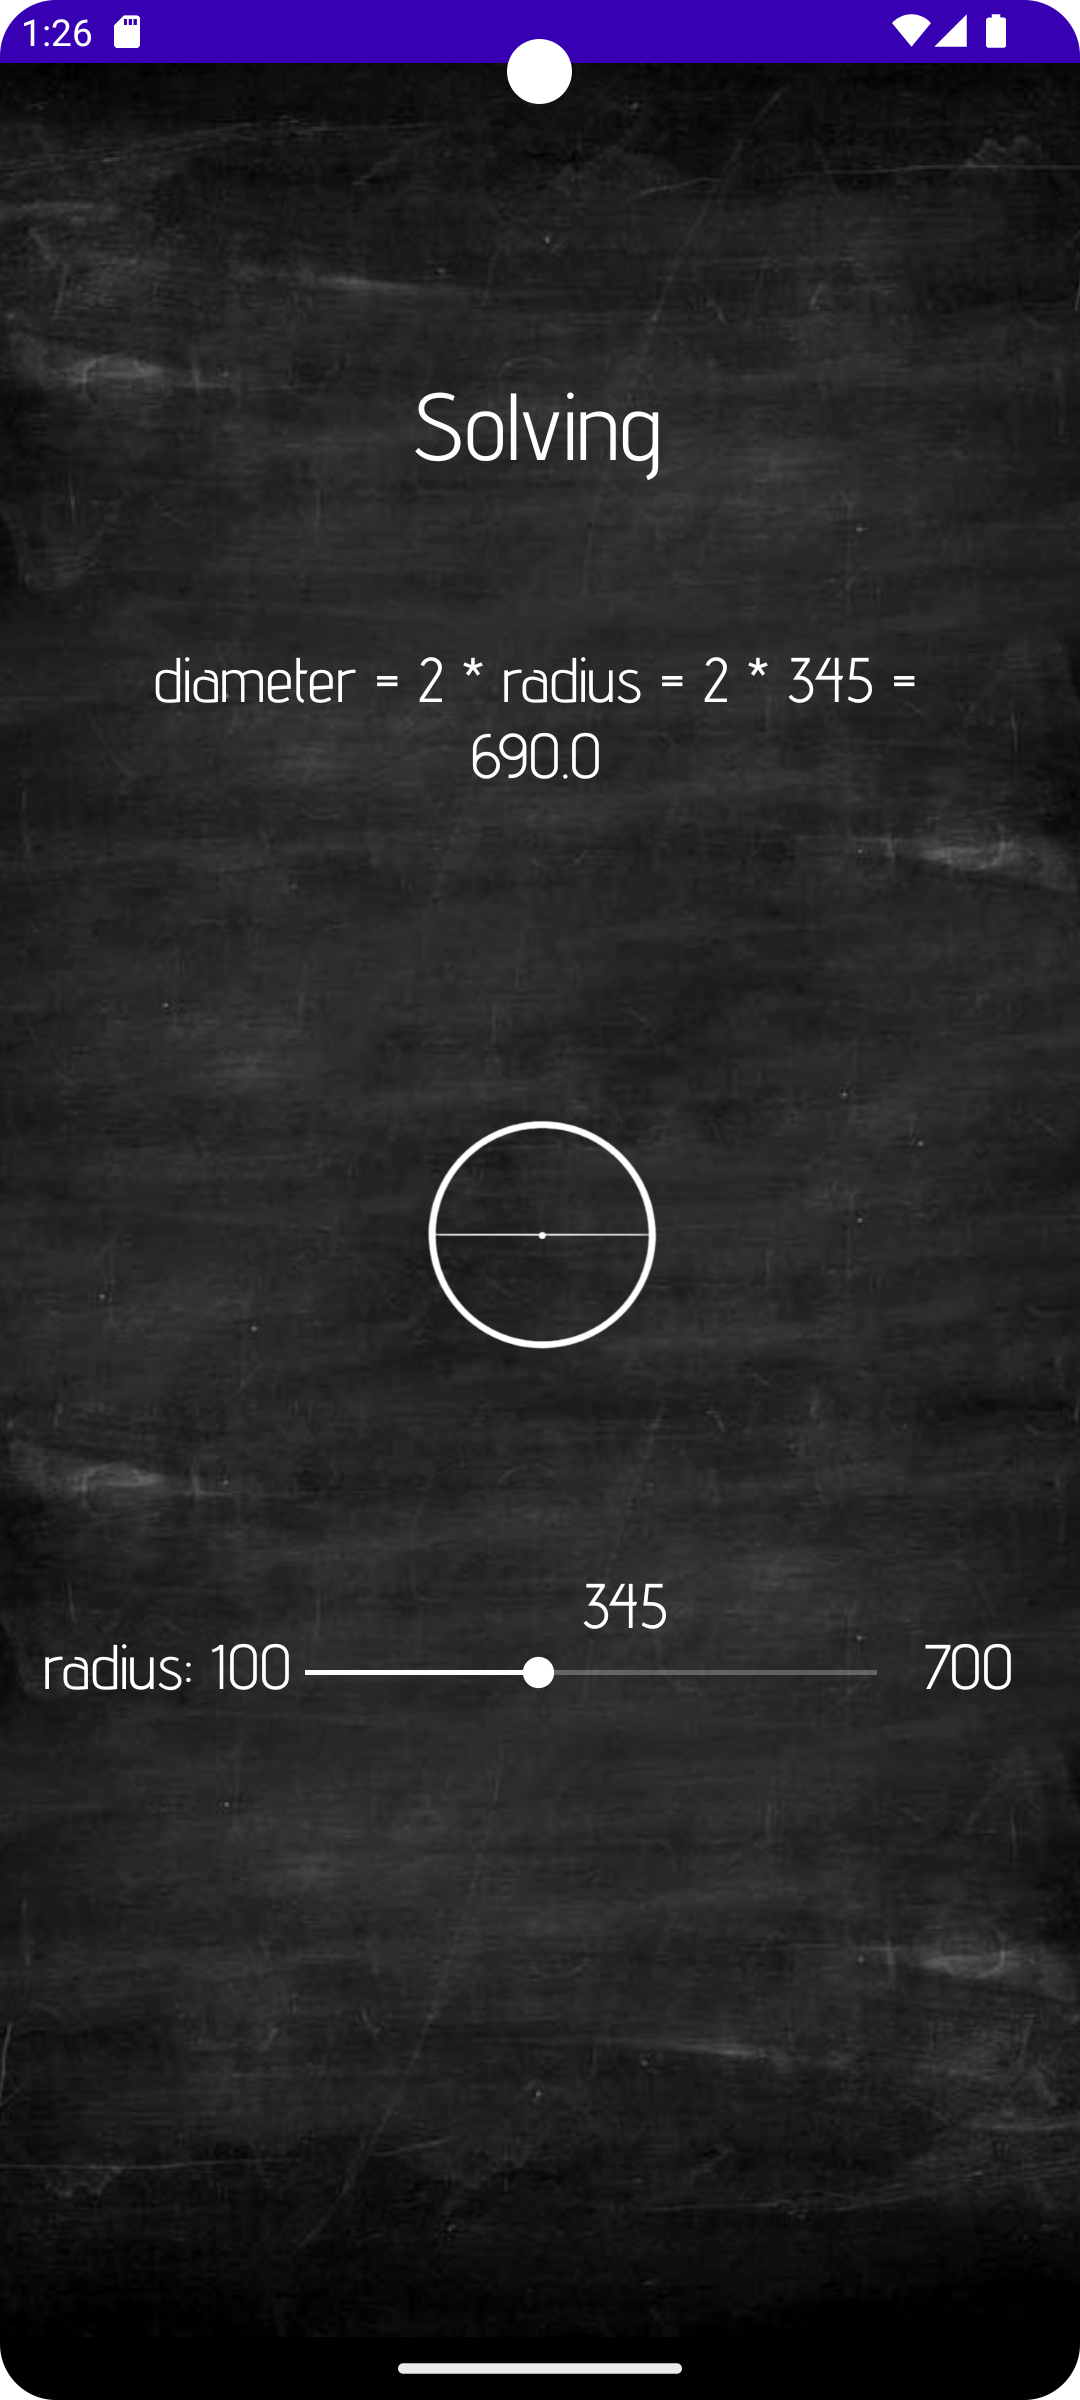 1:26
Solving
diameter = 2 * radius = 2 * 345 =
690.0
345
radius: 100 700